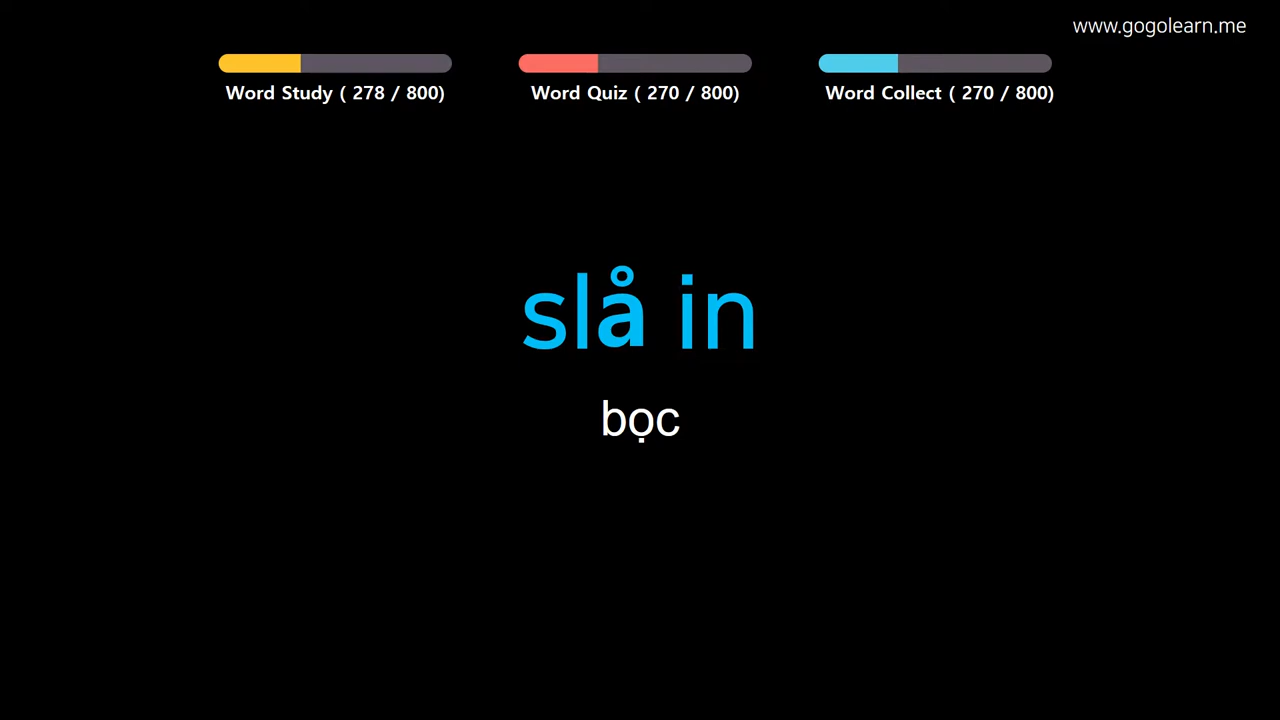 www.gogolearn.me
Word Study ( 278 / 800)
Word Quiz ( 270 / 800)
Word Collect ( 270 / 800)
slå in
bọc